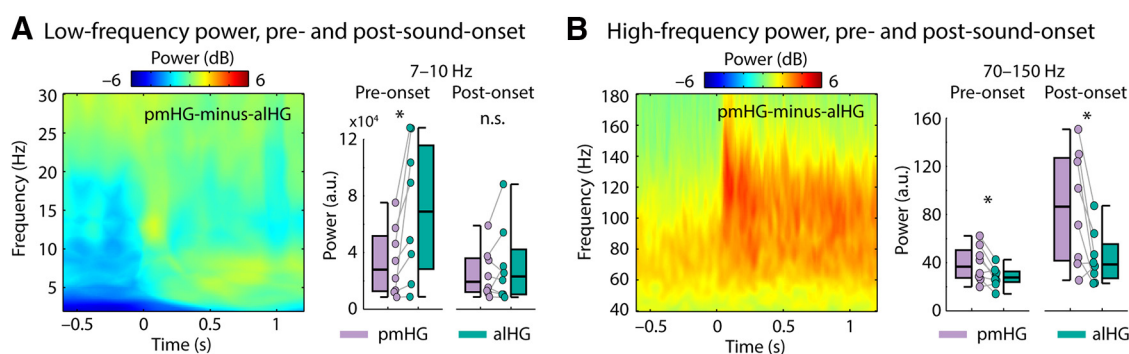 A Low-frequency power, pre- and post-sound-onset
Power (dB)
−6 6
7–10 Hz
Pre-onset Post-onset
pmHG-minus-alHG
* n.s.
x10⁴
Frequency (Hz)
30
25
20
15
10
5
−0.5 0 0.5 1
Time (s)
Power (a.u.)
12
8
4
0
pmHG alHG
B High-frequency power, pre- and post-sound-onset
Power (dB)
−6 6
70–150 Hz
Pre-onset Post-onset
pmHG-minus-alHG
* *
Frequency (Hz)
180
160
140
120
100
80
60
40
−0.5 0 0.5 1
Time (s)
Power (a.u.)
160
120
80
40
0
pmHG alHG